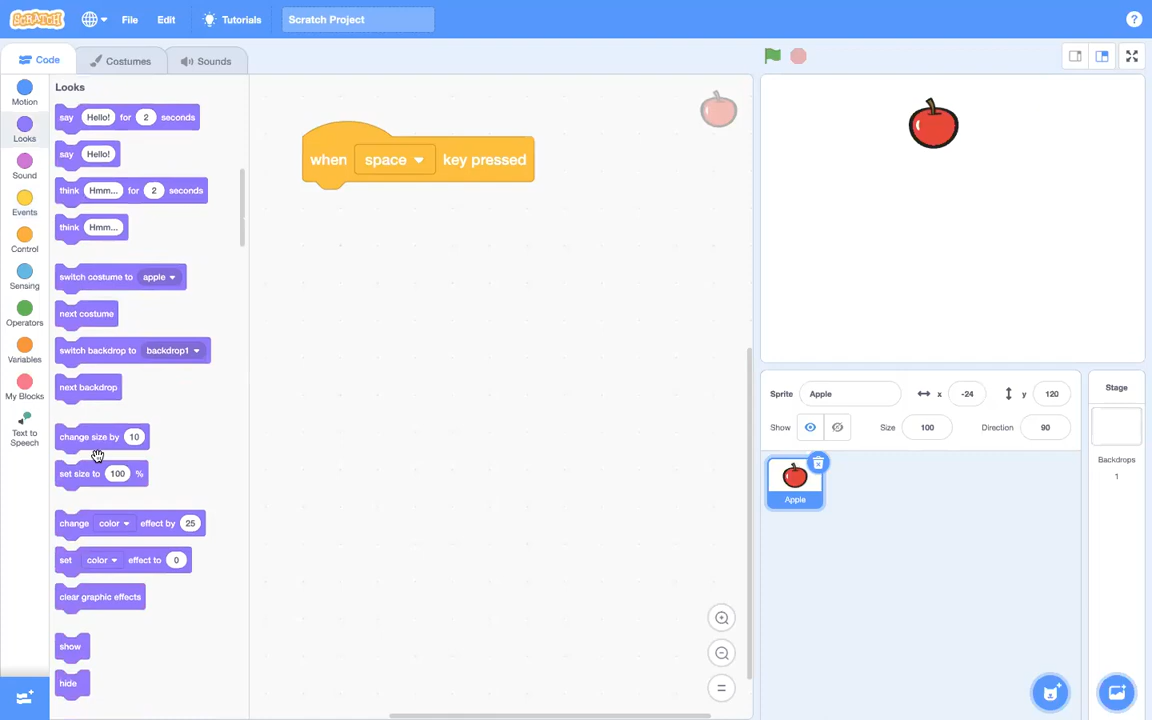 SCRATCH File Edit Tutorials Scratch Project ?
Code Costumes Sounds
Motion
Looks
Sound
Events
Control
Sensing
Operators
Variables
My Blocks
Text to
Speech
Looks
say Hello! for 2 seconds
say Hello!
think Hmm... for 2 seconds
think Hmm...
switch costume to apple
next costume
switch backdrop to backdrop1
next backdrop
change size by 10
set size to 100 %
change color effect by 25
set color effect to 0
clear graphic effects
show
hide
when space key pressed
Sprite Apple x -24 y 120
Show Size 100 Direction 90
Apple
Stage
Backdrops
1